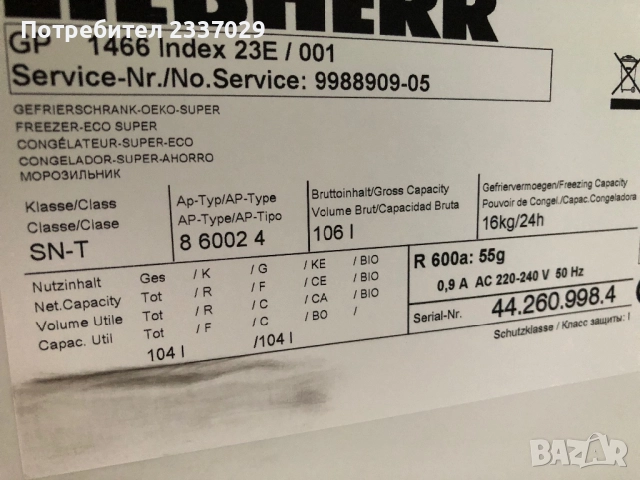 Потребител 2337029
LIEBHERR
GP 1466 Index 23E / 001
Service-Nr./No.Service: 9988909-05
GEFRIERSCHRANK-OEKO-SUPER
FREEZER-ECO SUPER
CONGÊLATEUR-SUPER-ECO
CONGELADOR-SUPER-AHORRO
МОРОЗИЛЬНИК
Klasse/Class
Classe/Clase
SN-T
Ap-Typ/AP-Type
AP-Type/AP-Tipo
8 6002 4
Bruttoinhalt/Gross Capacity
Volume Brut/Capacidad Bruta
106 l
Gefriervermoegen/Freezing Capacity
Pouvoir de Congel./Capac.Congeladora
16kg/24h
Nutzinhalt Ges / K / G / KE / BIO
Net.Capacity Tot / R / F / CE / BIO
Volume Utile Tot / R / C / CA / BIO
Capac. Util Tot / F / C / BO /
104 l /104 l
R 600a: 55g
0,9 A AC 220-240 V 50 Hz
Serial-Nr. 44.260.998.4
Schutzklasse / Класс защиты: I
BAZAR